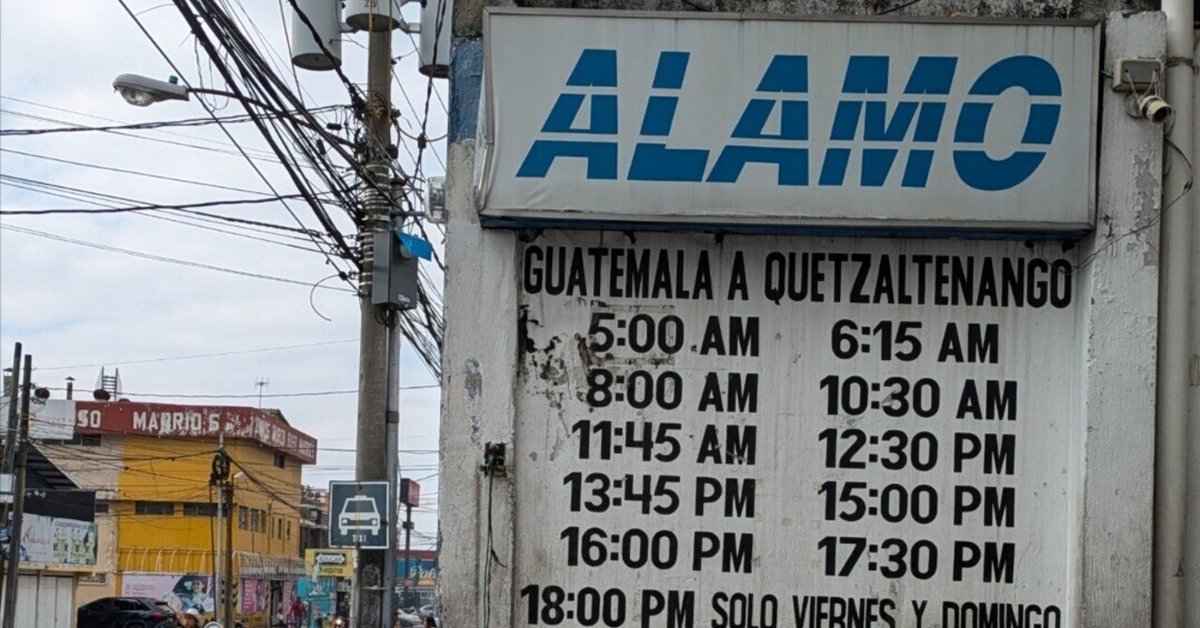 ALAMO
GUATEMALA A QUETZALTENANGO
5:00 AM 6:15 AM
8:00 AM 10:30 AM
11:45 AM 12:30 PM
13:45 PM 15:00 PM
16:00 PM 17:30 PM
18:00 PM SOLO VIERNES Y DOMINGO